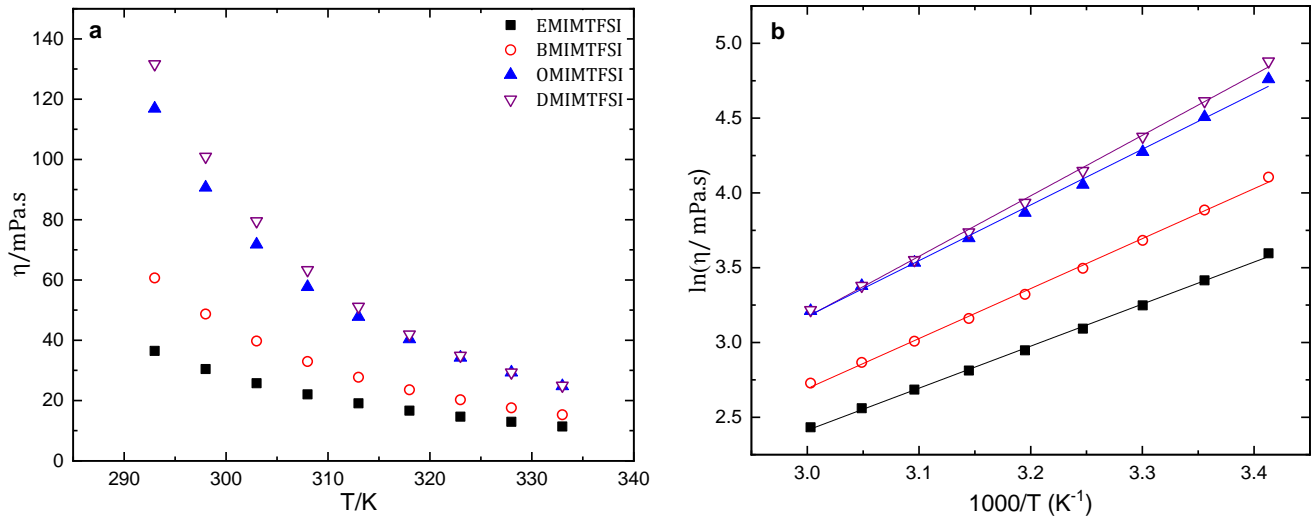 a
EMIMTFSI
BMIMTFSI
OMIMTFSI
DMIMTFSI
140
120
100
80
60
40
20
0
290 300 310 320 330 340
η/mPa.s
T/K
b
5.0
4.5
4.0
3.5
3.0
2.5
3.0 3.1 3.2 3.3 3.4
ln(η/ mPa.s)
1000/T (K⁻¹)